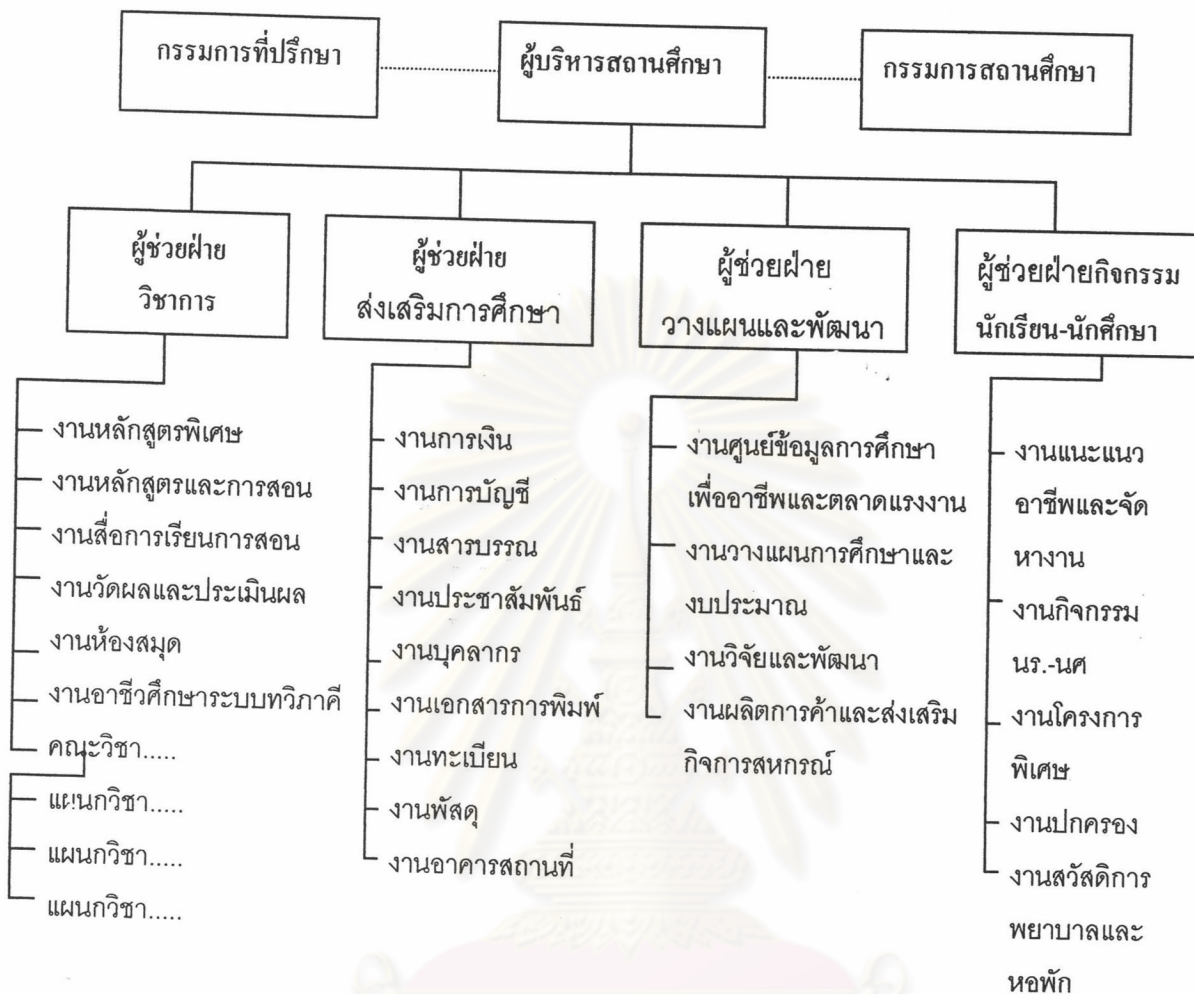 กรรมการที่ปรึกษา
ผู้บริหารสถานศึกษา
กรรมการสถานศึกษา
ผู้ช่วยฝ่าย
วิชาการ
ผู้ช่วยฝ่าย
ส่งเสริมการศึกษา
ผู้ช่วยฝ่าย
วางแผนและพัฒนา
ผู้ช่วยฝ่ายกิจกรรม
นักเรียน-นักศึกษา
งานหลักสูตรพิเศษ
งานหลักสูตรและการสอน
งานสื่อการเรียนการสอน
งานวัดผลและประเมินผล
งานห้องสมุด
งานอาชีวศึกษาระบบทวิภาคี
คณะวิชา.....
แผนกวิชา.....
แผนกวิชา.....
แผนกวิชา.....
งานการเงิน
งานการบัญชี
งานสารบรรณ
งานประชาสัมพันธ์
งานบุคลากร
งานเอกสารการพิมพ์
งานทะเบียน
งานพัสดุ
งานอาคารสถานที่
งานศูนย์ข้อมูลการศึกษา
เพื่ออาชีพและตลาดแรงงาน
งานวางแผนการศึกษาและ
งบประมาณ
งานวิจัยและพัฒนา
งานผลิตการค้าและส่งเสริม
กิจการสหกรณ์
งานแนะแนว
อาชีพและจัด
หางาน
งานกิจกรรม
นร.-นศ
งานโครงการ
พิเศษ
งานปกครอง
งานสวัสดิการ
พยาบาลและ
หอพัก